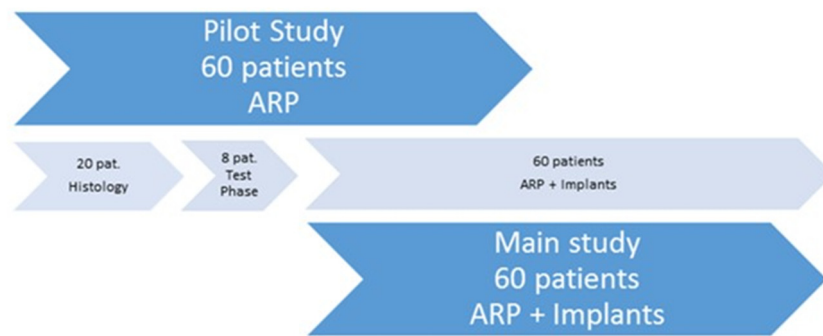 Pilot Study
60 patients
ARP
20 pat.
Histology
8 pat.
Test
Phase
60 patients
ARP + Implants
Main study
60 patients
ARP + Implants